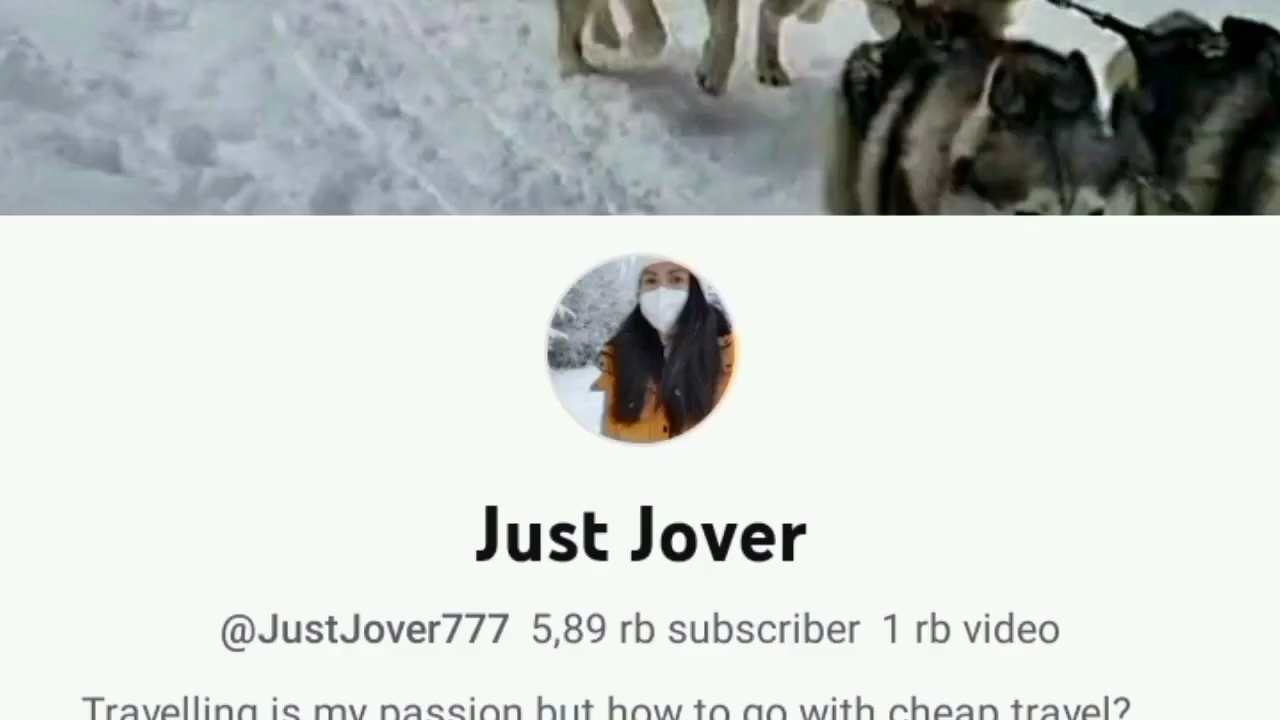 Just Jover
@JustJover777 5,89 rb subscriber 1 rb video
Travelling is my passion but how to go with cheap travel?